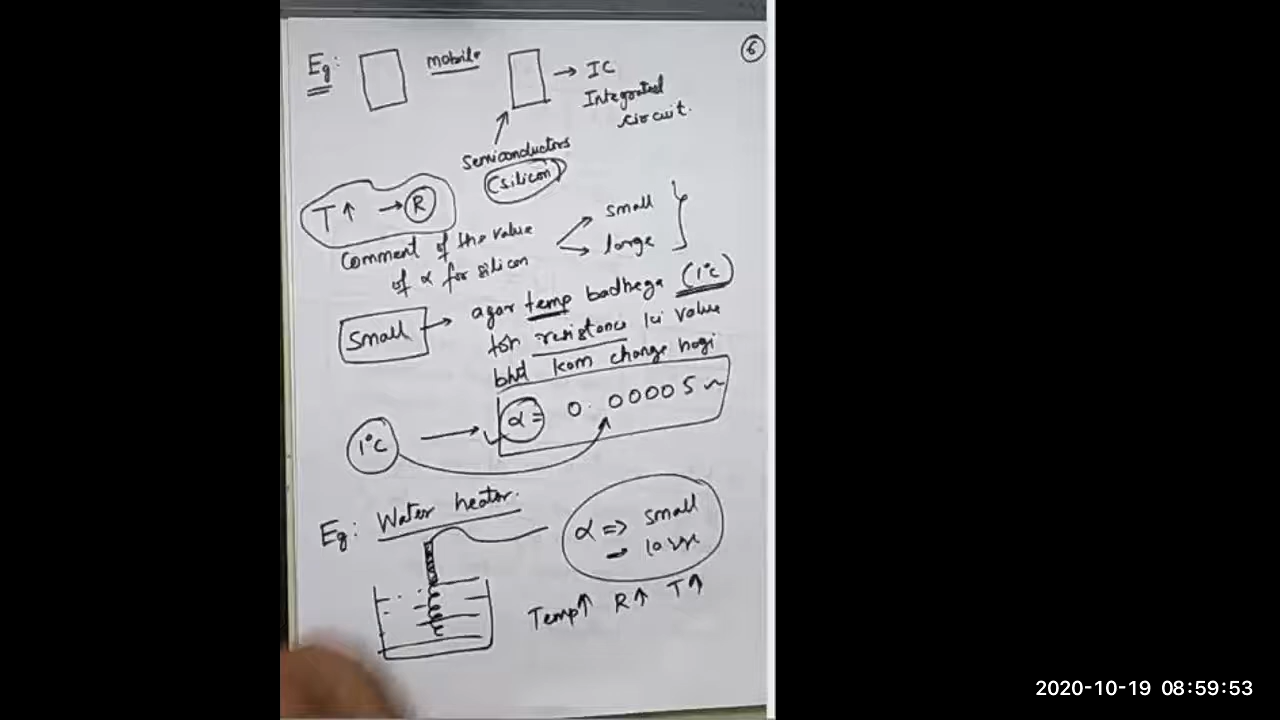 6
Eg: mobile → IC
Integrated
circuit.
Semiconductors
(silicon)
T↑ → R
small
large
Comment of the value
of α for silicon
Small → agar temp badhega (1°c)
toh resistance ki value
bhi kam change hogi
1°C → α = 0.00005
Eg: Water heater.
α ⇒ small
→ large
Temp↑ R↑ T↑
2020-10-19 08:59:53